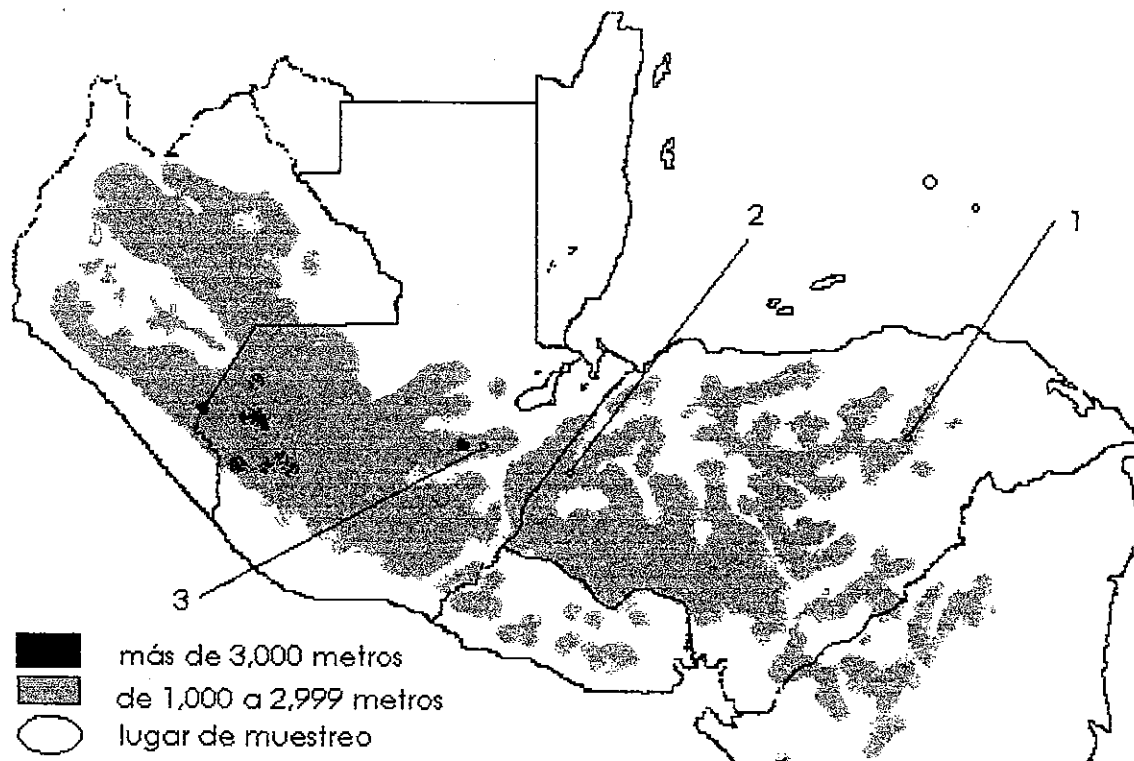 2
1
3
más de 3,000 metros
de 1,000 a 2,999 metros
lugar de muestreo